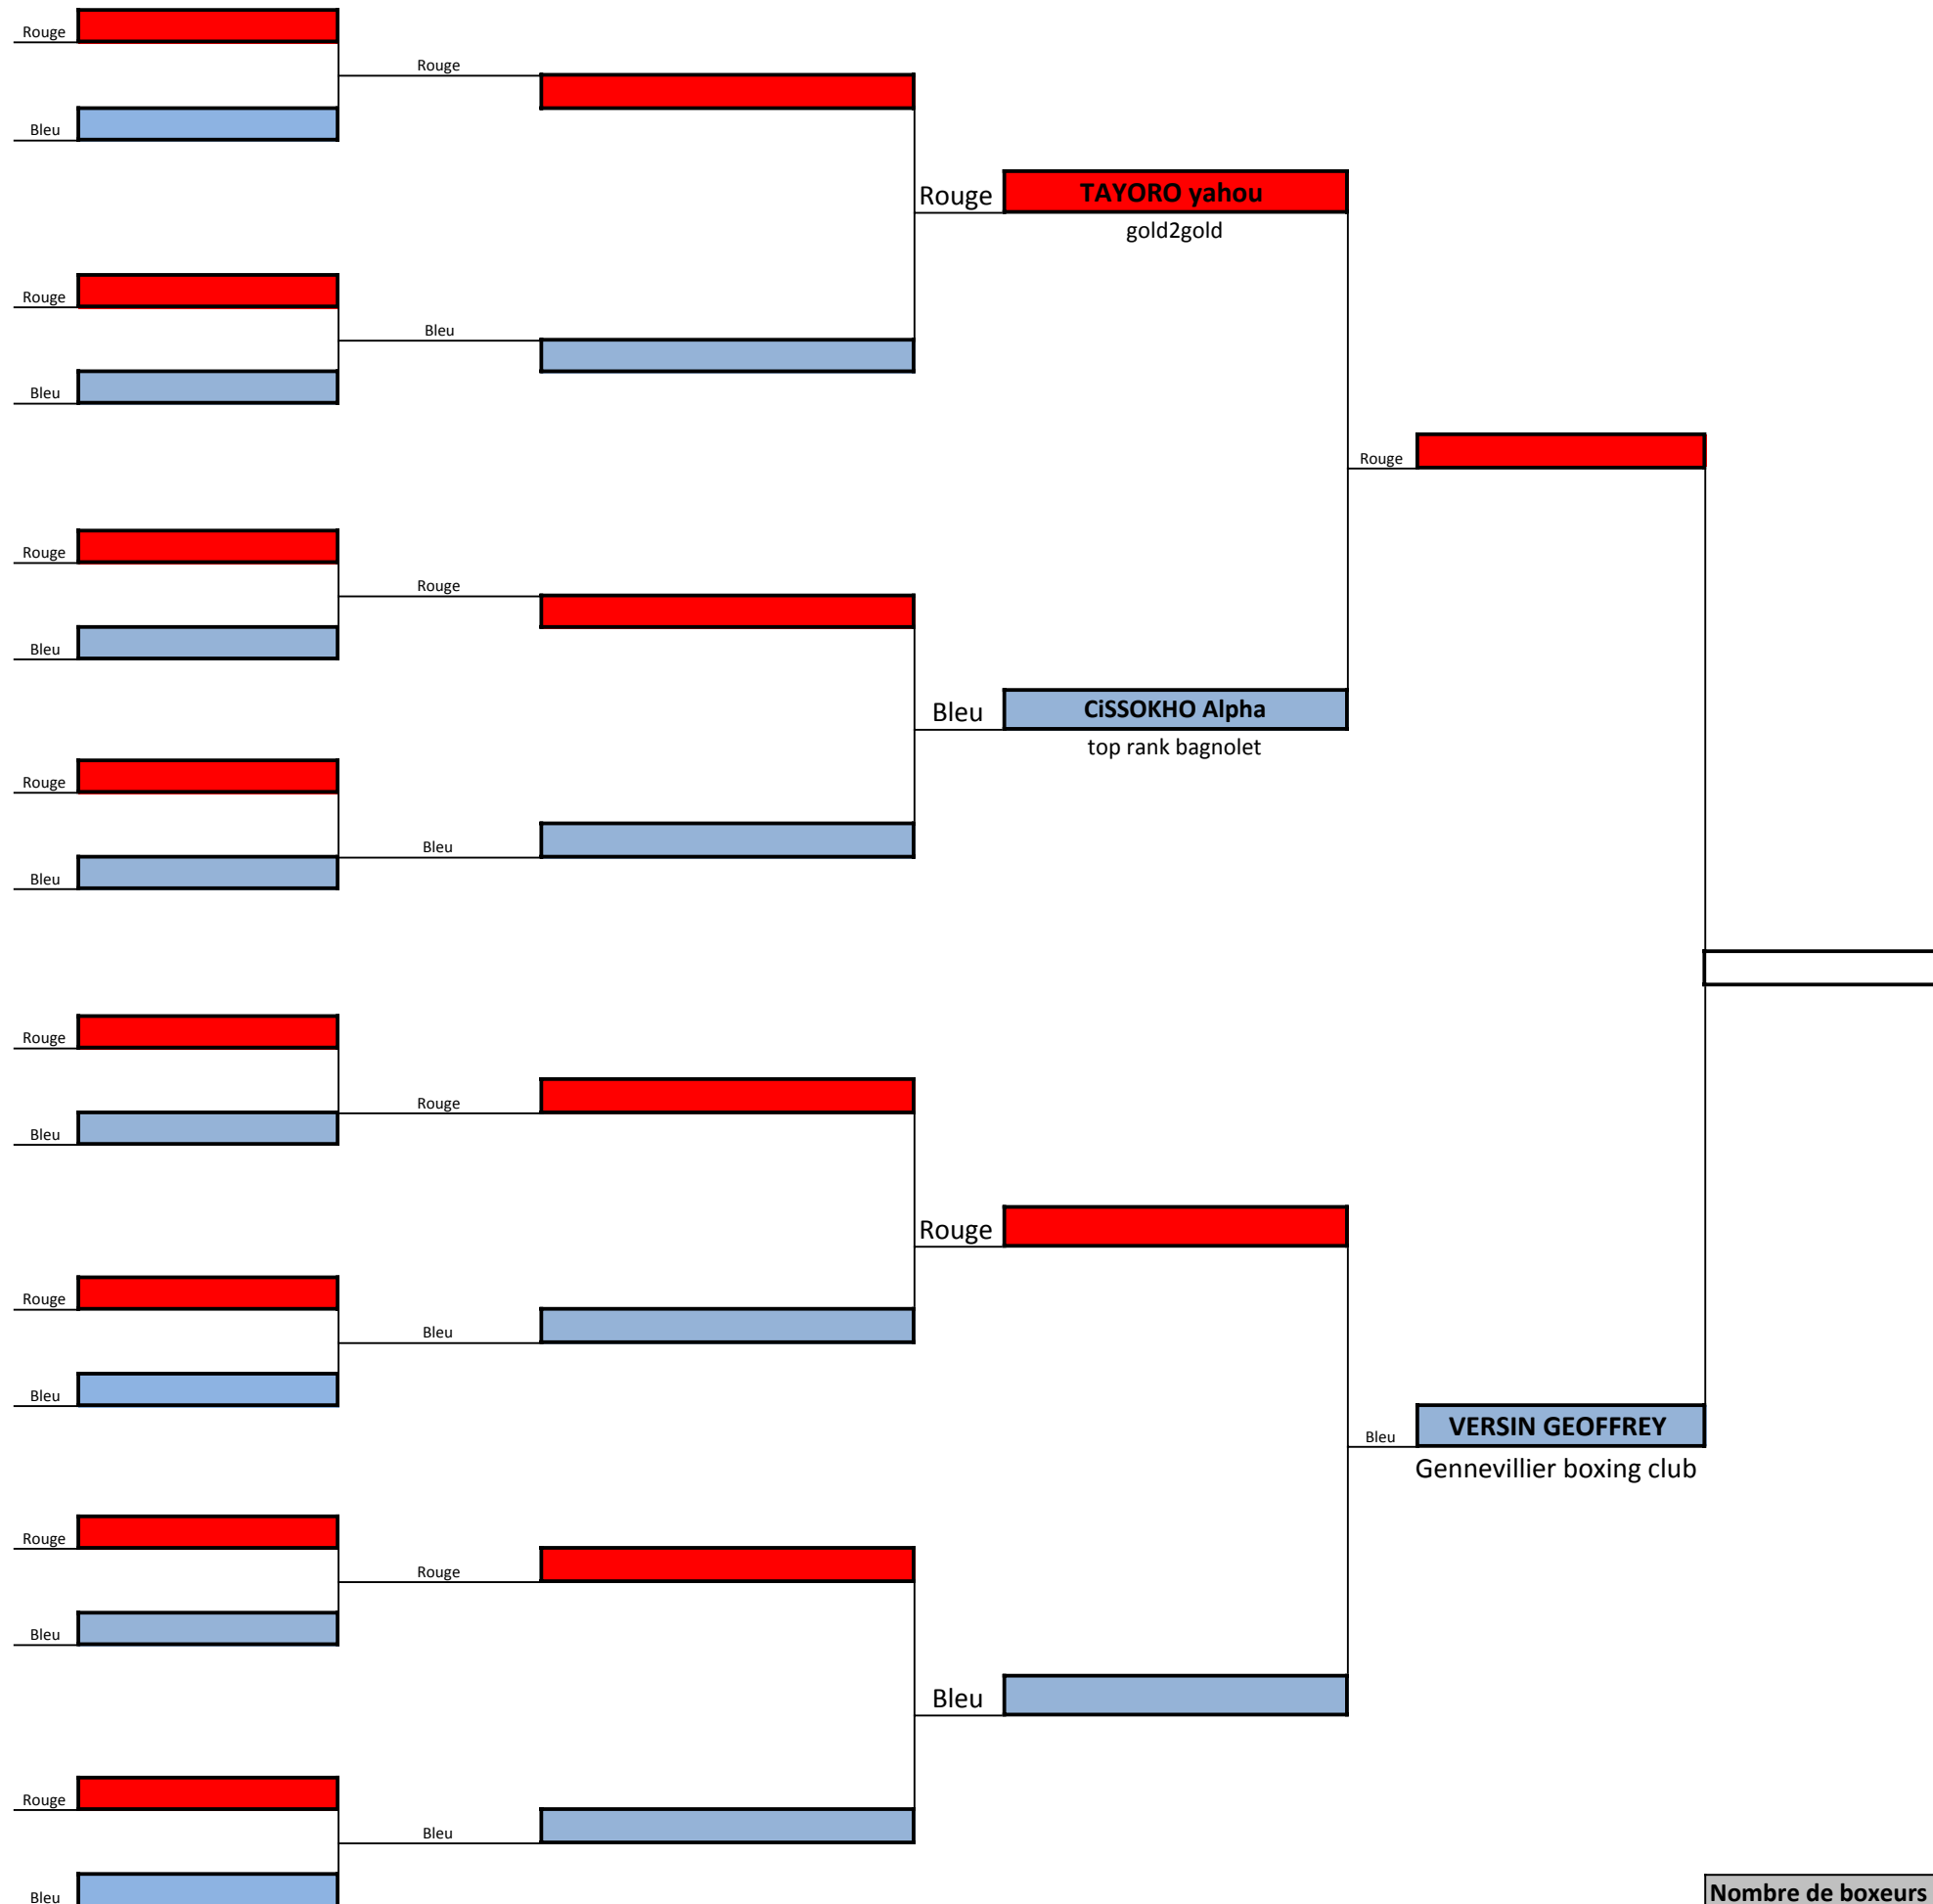 Rouge
Rouge
Bleu
Rouge
TAYORO yahou
gold2gold
Rouge
Bleu
Bleu
Rouge
Rouge
Rouge
Bleu
Bleu
CiSSOKHO Alpha
top rank bagnolet
Rouge
Bleu
Bleu
Rouge
Rouge
Bleu
Rouge
Rouge
Bleu
Bleu
Bleu
VERSIN GEOFFREY
Gennevillier boxing club
Rouge
Rouge
Bleu
Bleu
Rouge
Bleu
Bleu
Nombre de boxeurs